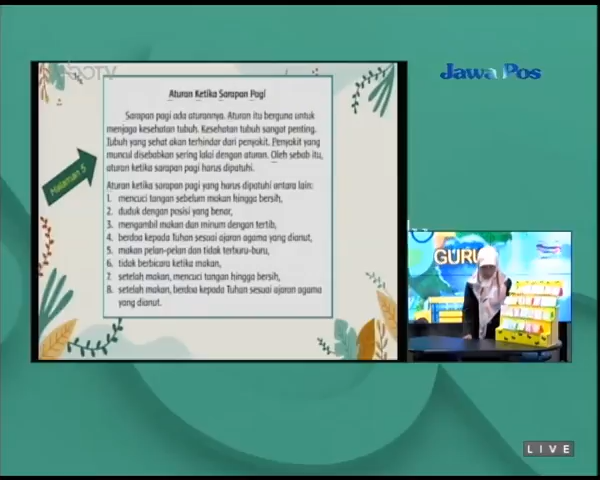 Jawa Pos
Aturan Ketika Sarapan Pagi
Sarapan pagi ada aturannya. Aturan itu berguna untuk
menjaga kesehatan tubuh. Kesehatan tubuh sangat penting.
Tubuh yang sehat akan terhindar dari penyakit. Penyakit yang
muncul disebabkan sering lalai dengan aturan. Oleh sebab itu,
aturan ketika sarapan pagi harus dipatuhi.
Aturan ketika sarapan pagi yang harus dipatuhi antara lain:
1. mencuci tangan sebelum makan hingga bersih,
2. duduk dengan posisi yang benar,
3. mengambil makan dan minum dengan tertib,
4. berdoa kepada Tuhan sesuai ajaran agama yang dianut,
5. makan pelan-pelan dan tidak terburu-buru,
6. tidak berbicara ketika makan,
7. setelah makan, mencuci tangan hingga bersih,
8. setelah makan, berdoa kepada Tuhan sesuai ajaran agama
yang dianut.
Halaman 5
GURU
LIVE